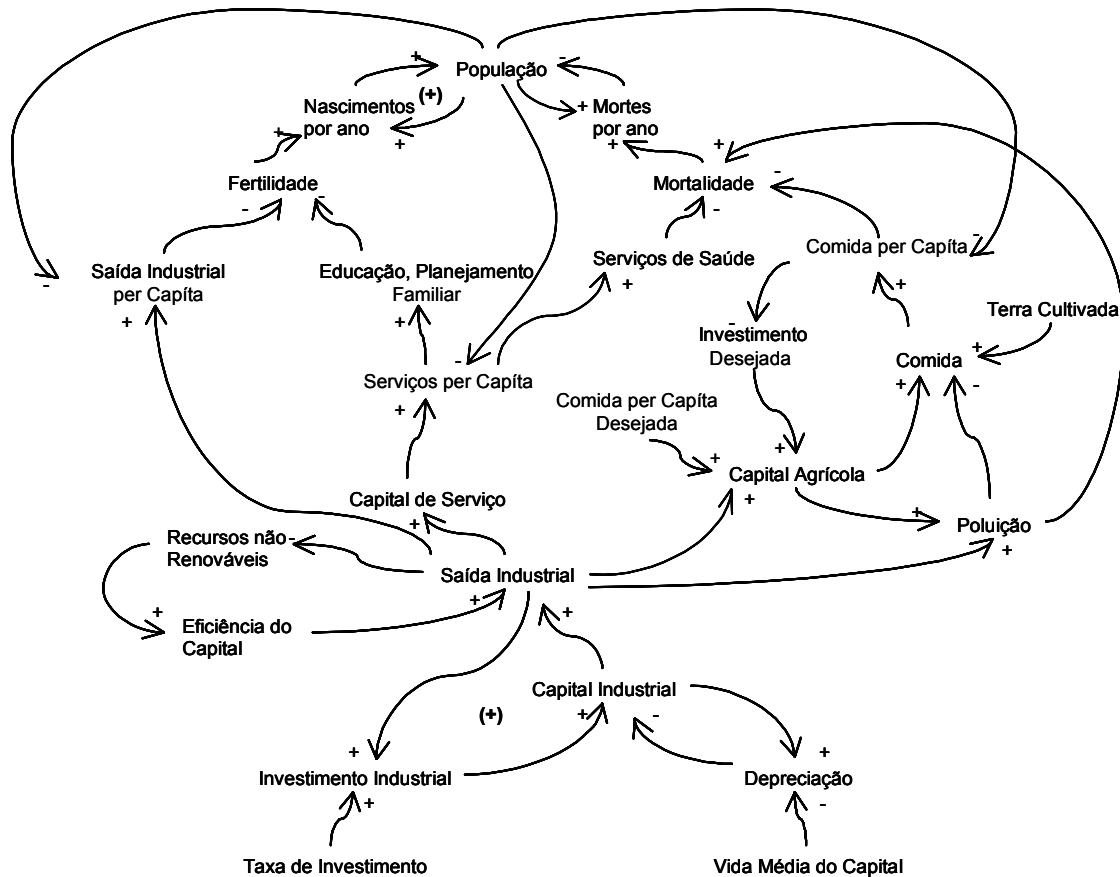 +
-
População
(+)
Nascimentos
por ano
+
+
+ Mortes
por ano
+
+
-
Fertilidade
-
-
Mortalidade
-
-
Saída Industrial
per Capíta
-
+
Educação, Planejamento
Familiar
+
Serviços de Saúde
+
Comida per Capíta
-
+
Terra Cultivada
-
Investimento
Desejada
Comida
+
+
-
-
Serviços per Capíta
+
Comida per Capíta
Desejada
+
+
Capital Agrícola
+
Capital de Serviço
+
+
Poluição
+
Recursos não
Renováveis
-
Saída Industrial
+
+
+
Eficiência do
Capital
Capital Industrial
(+)
+
-
+
Investimento Industrial
+
+
Depreciação
-
Taxa de Investimento
Vida Média do Capital